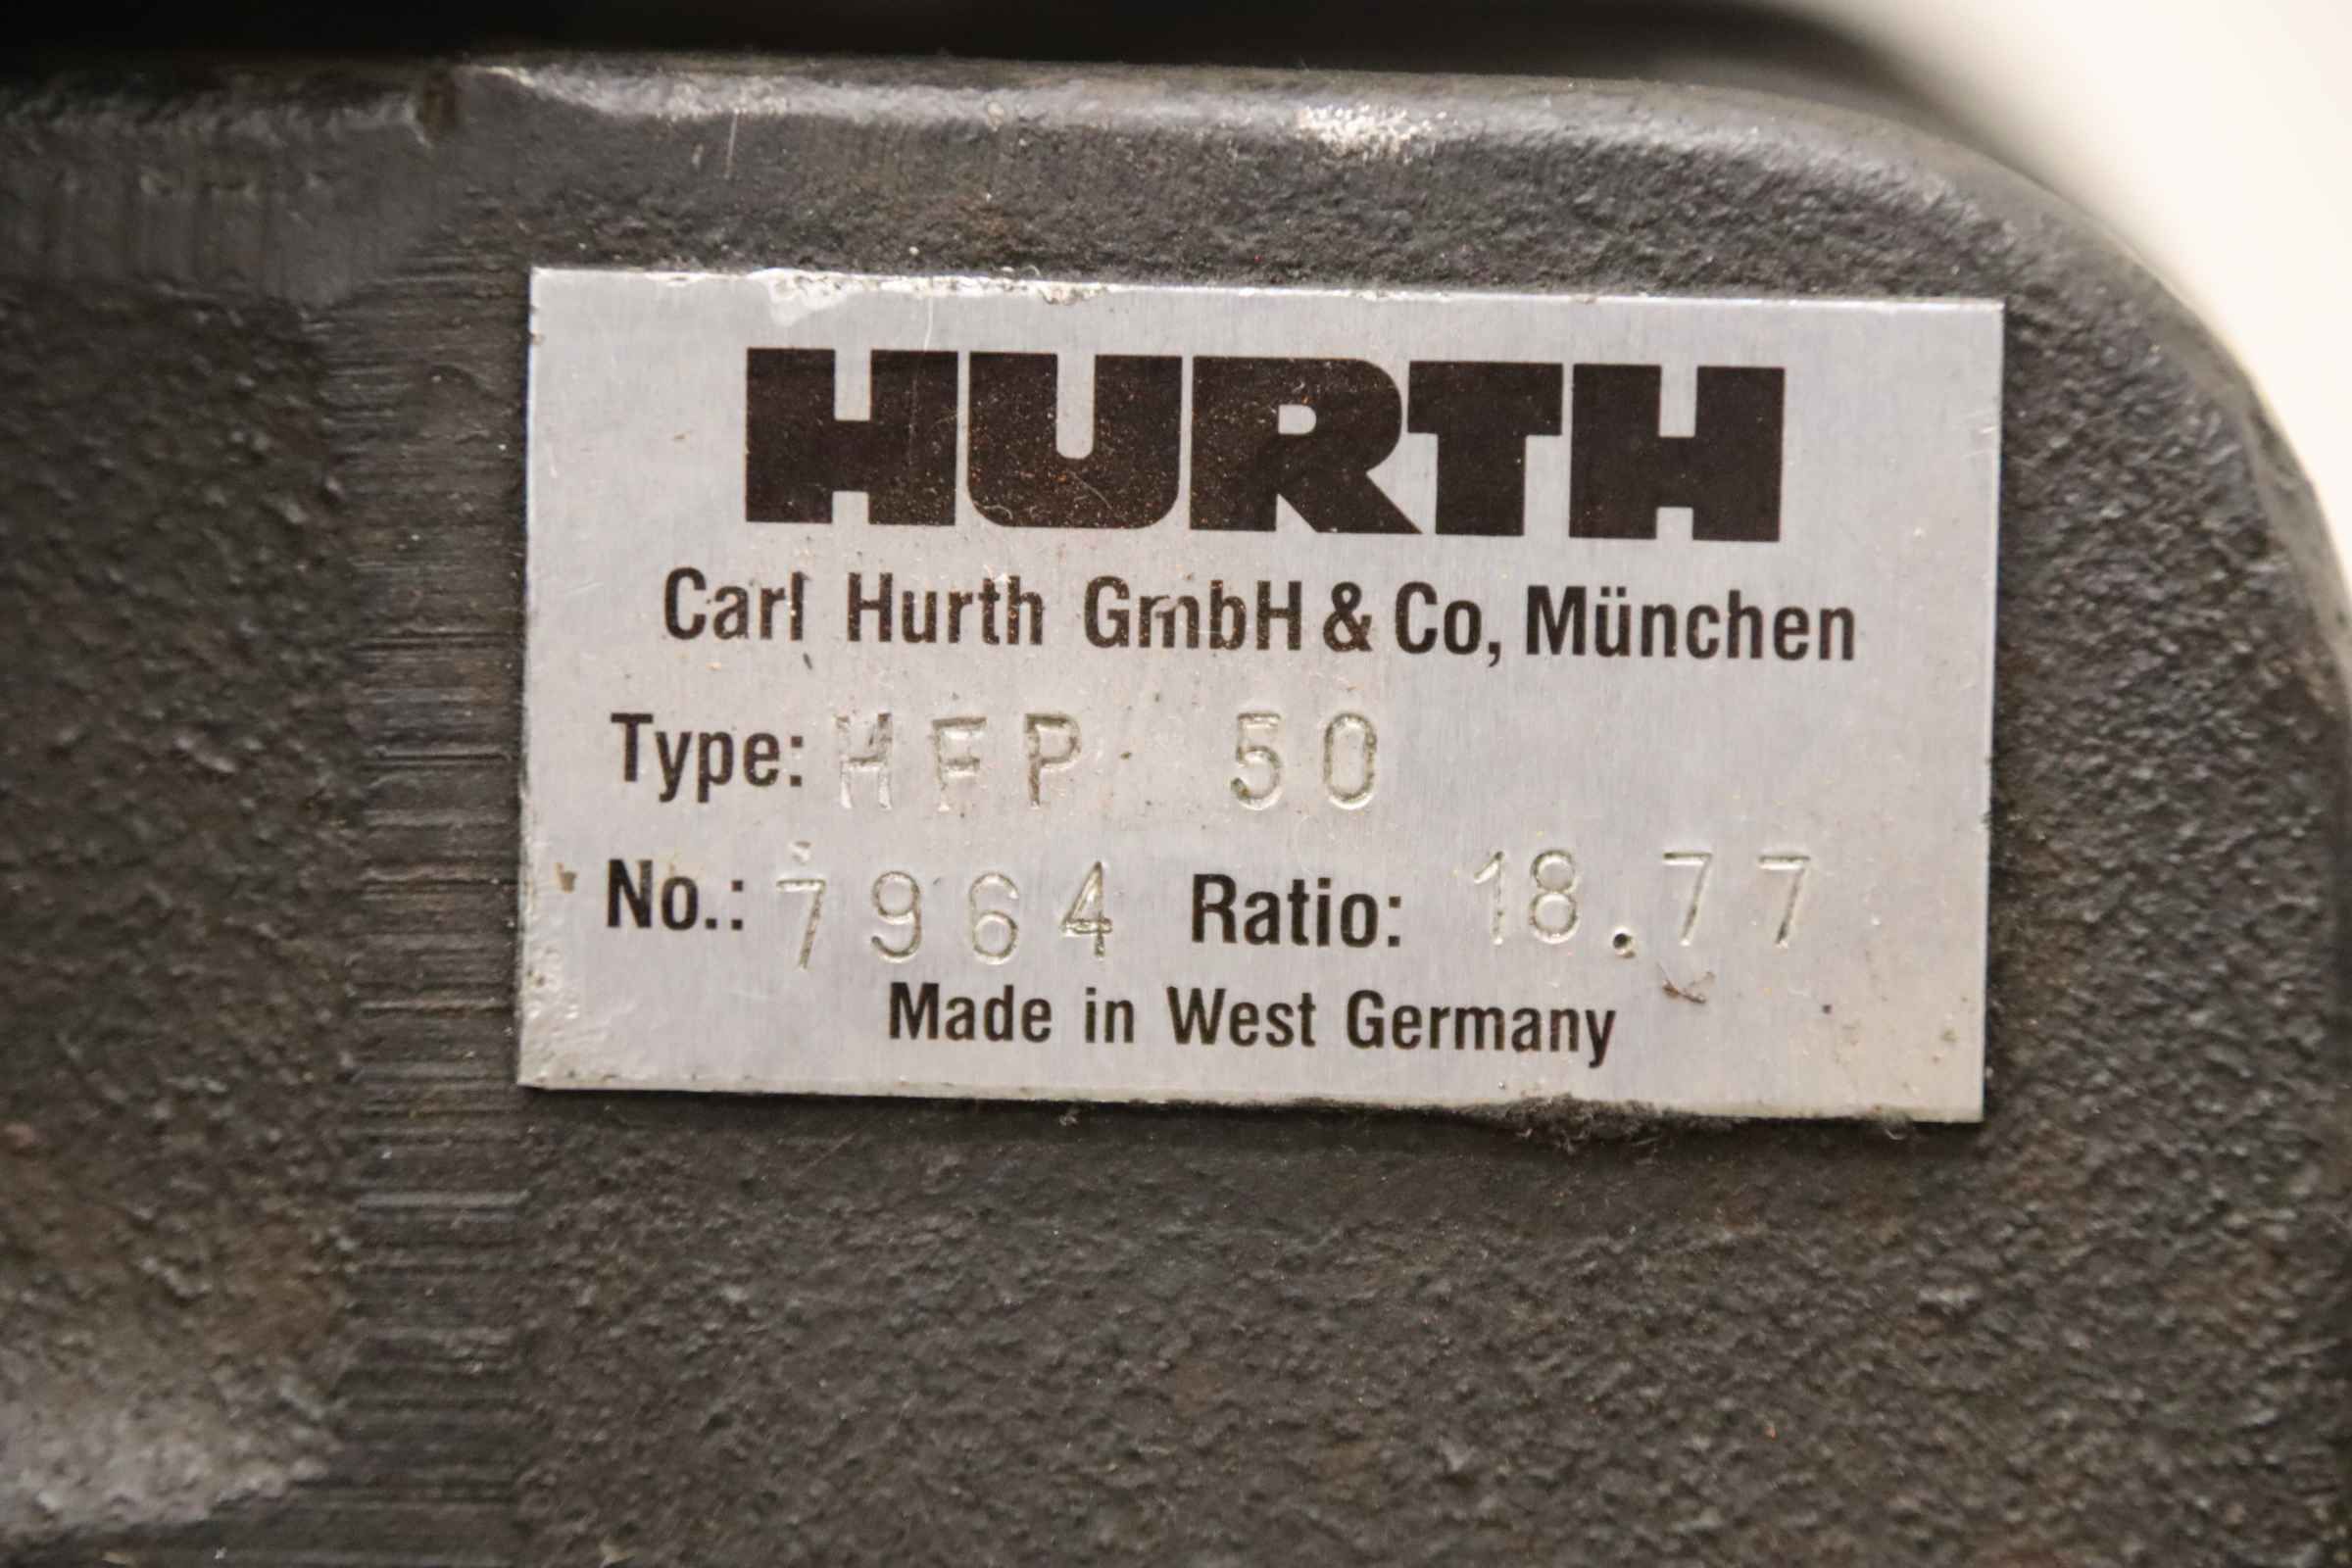 HURTH
Carl Hurth GmbH & Co, München
Type: HFP 50
No.: 7964 Ratio: 18.77
Made in West Germany